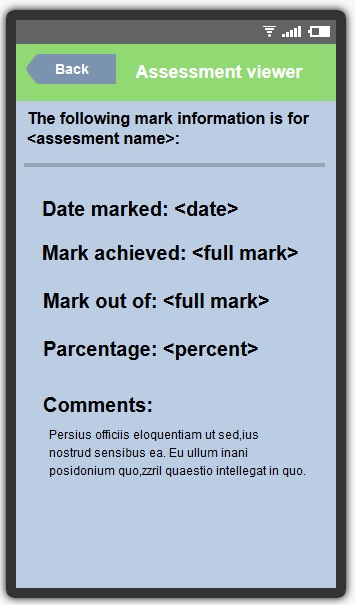 Back
Assessment viewer
The following mark information is for
<assesment name>:
Date marked: <date>
Mark achieved: <full mark>
Mark out of: <full mark>
Parcentage: <percent>
Comments:
Persius officiis eloquentiam ut sed,ius
nostrud sensibus ea. Eu ullum inani
posidonium quo,zzril quaestio intellegat in quo.